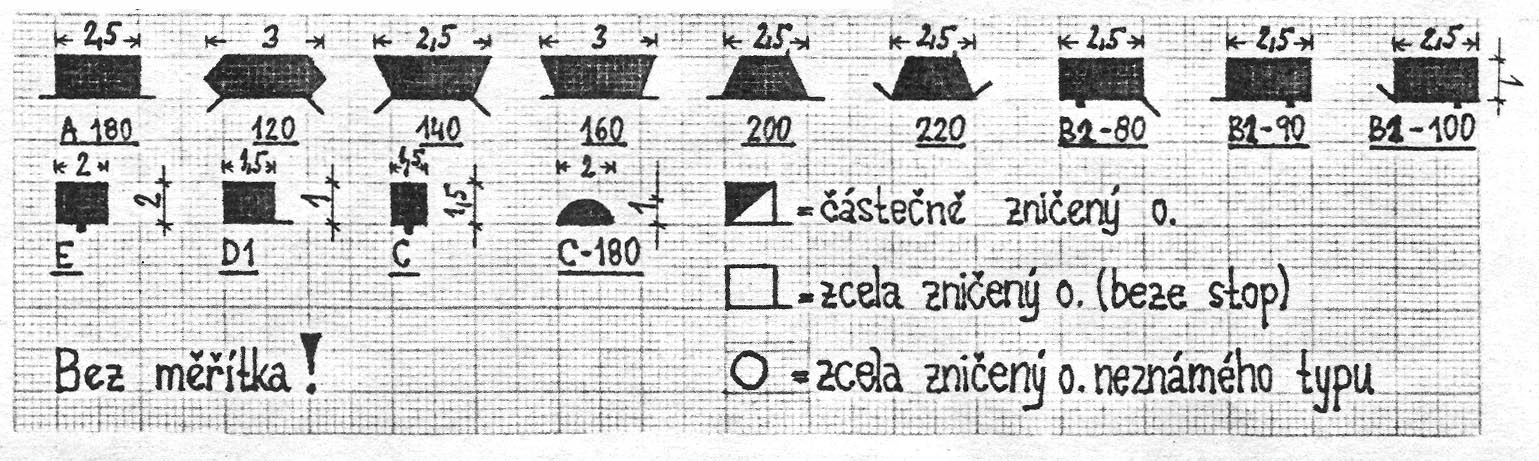 2,5 3 2,5 3 2,5 2,5 2,5 2,5 2,5
1
A 180 120 140 160 200 220 B2-80 B1-90 B2-100
2 1,5 1,5 2
2 1 1,5 1
= částečně zničený o.
E D1 C C-180
= zcela zničený o. (beze stop)
Bez měřítka!
= zcela zničený o. neznámého typu